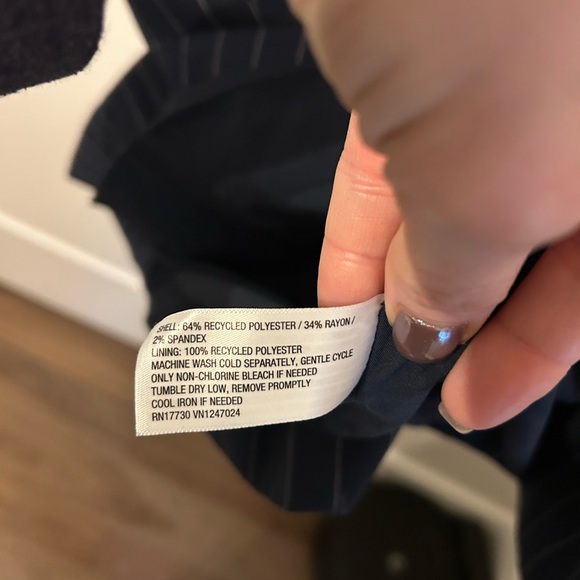 SHELL: 64% RECYCLED POLYESTER / 34% RAYON /
2% SPANDEX
LINING: 100% RECYCLED POLYESTER
MACHINE WASH COLD SEPARATELY, GENTLE CYCLE
ONLY NON-CHLORINE BLEACH IF NEEDED
TUMBLE DRY LOW, REMOVE PROMPTLY
COOL IRON IF NEEDED
RN17730 VN1247024